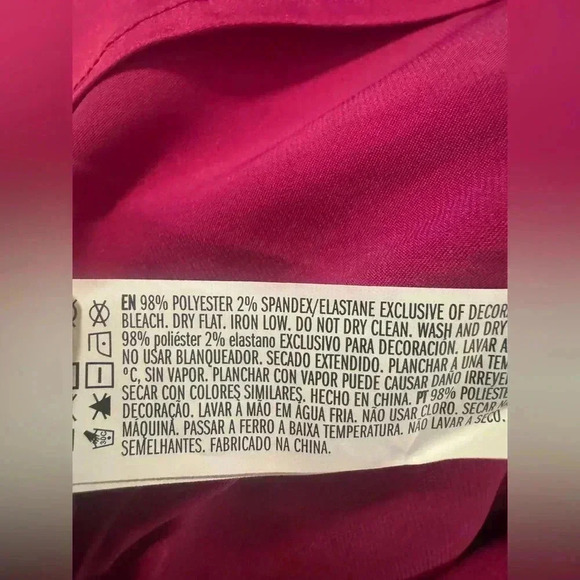 EN 98% POLYESTER 2% SPANDEX/ELASTANE EXCLUSIVE OF DECOR
BLEACH. DRY FLAT. IRON LOW. DO NOT DRY CLEAN. WASH AND DRY
98% poliéster 2% elastano EXCLUSIVO PARA DECORACIÓN. LAVAR A
NO USAR BLANQUEADOR. SECADO EXTENDIDO. PLANCHAR A UNA TEM
°C, SIN VAPOR. PLANCHAR CON VAPOR PUEDE CAUSAR DAÑO IRREVE
SECAR CON COLORES SIMILARES. HECHO EN CHINA. PT 98% POLIÉSTE
DECORAÇÃO. LAVAR À MÃO EM ÁGUA FRIA. NÃO USAR CLORO. SECAR
MÁQUINA. PASSAR A FERRO A BAIXA TEMPERATURA. NÃO LAVAR A SECO.
SEMELHANTES. FABRICADO NA CHINA.
30C